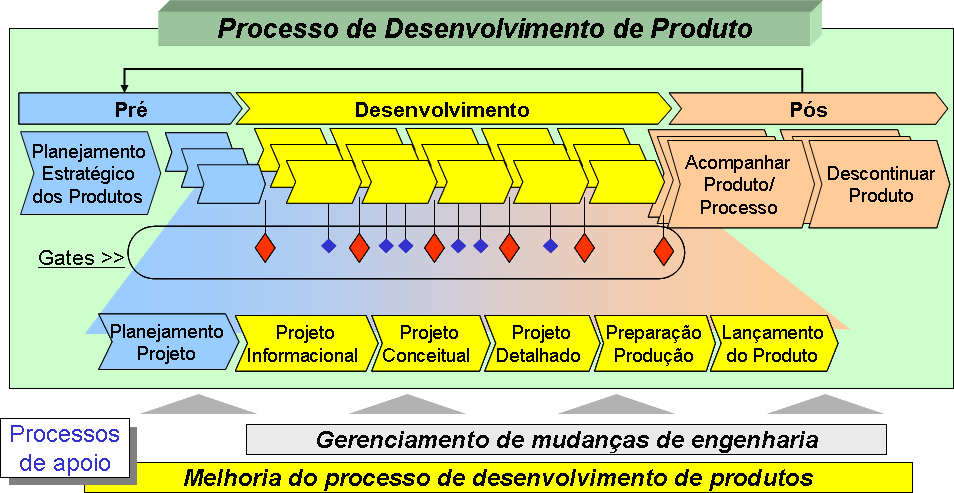 Processo de Desenvolvimento de Produto
Pré
Desenvolvimento
Pós
Planejamento
Estratégico
dos Produtos
Acompanhar
Produto/
Processo
Descontinuar
Produto
Gates >>
Planejamento
Projeto
Projeto
Informacional
Projeto
Conceitual
Projeto
Detalhado
Preparação
Produção
Lançamento
do Produto
Processos
de apoio
Gerenciamento de mudanças de engenharia
Melhoria do processo de desenvolvimento de produtos